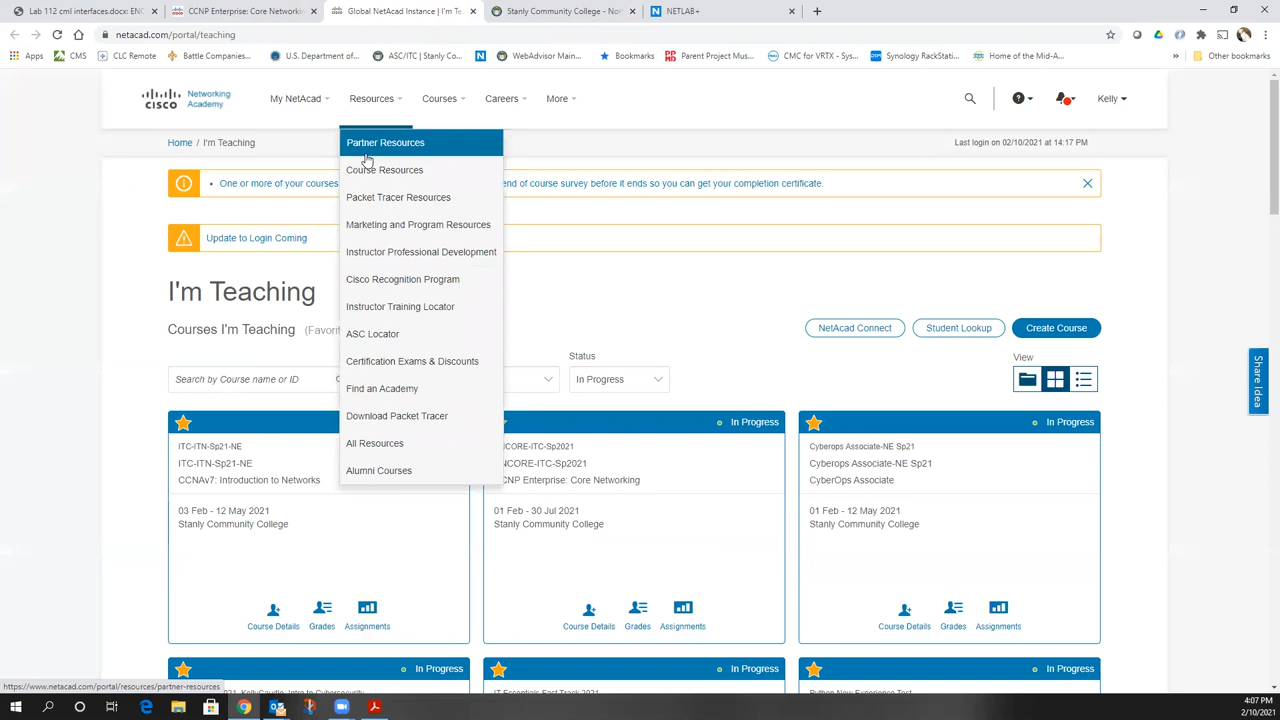 Lab 112 cml interfaces.docx: ENC
CCNP Enterprise: Core Networkin
Global NetAcad Instance | I'm Te
Stanly Community College - Nort
NETLAB+
netacad.com/portal/teaching
Apps
CMS
CLC Remote
Battle Companies...
U.S. Department of...
ASC/ITC | Stanly Co...
WebAdvisor Main...
Bookmarks
Parent Project Mus...
CMC for VRTX - Sys...
Synology RackStati...
Home of the Mid-A...
»
Other bookmarks
CISCO
Networking
Academy
My NetAcad
Resources
Courses
Careers
More
Kelly
Home / I'm Teaching
Last login on 02/10/2021 at 14:17 PM
Partner Resources
Course Resources
Packet Tracer Resources
Marketing and Program Resources
Instructor Professional Development
Cisco Recognition Program
Instructor Training Locator
ASC Locator
Certification Exams & Discounts
Find an Academy
Download Packet Tracer
All Resources
Alumni Courses
One or more of your courses end of course survey before it ends so you can get your completion certificate.
Update to Login Coming
I'm Teaching
Courses I'm Teaching
NetAcad Connect
Student Lookup
Create Course
Search by Course name or ID
Status
In Progress
View
Share Idea
In Progress
ITC-ITN-Sp21-NE
ITC-ITN-Sp21-NE
CCNAv7: Introduction to Networks
03 Feb - 12 May 2021
Stanly Community College
Course Details
Grades
Assignments
In Progress
NCORE-ITC-Sp2021
NCORE-ITC-Sp2021
CNP Enterprise: Core Networking
01 Feb - 30 Jul 2021
Stanly Community College
Course Details
Grades
Assignments
In Progress
Cyberops Associate-NE Sp21
Cyberops Associate-NE Sp21
CyberOps Associate
01 Feb - 12 May 2021
Stanly Community College
Course Details
Grades
Assignments
In Progress
In Progress
In Progress
IT Essentials Fast Track 2021
Python New Experience Test
https://www.netacad.com/portal/resources/partner-resources
4:07 PM
2/10/2021